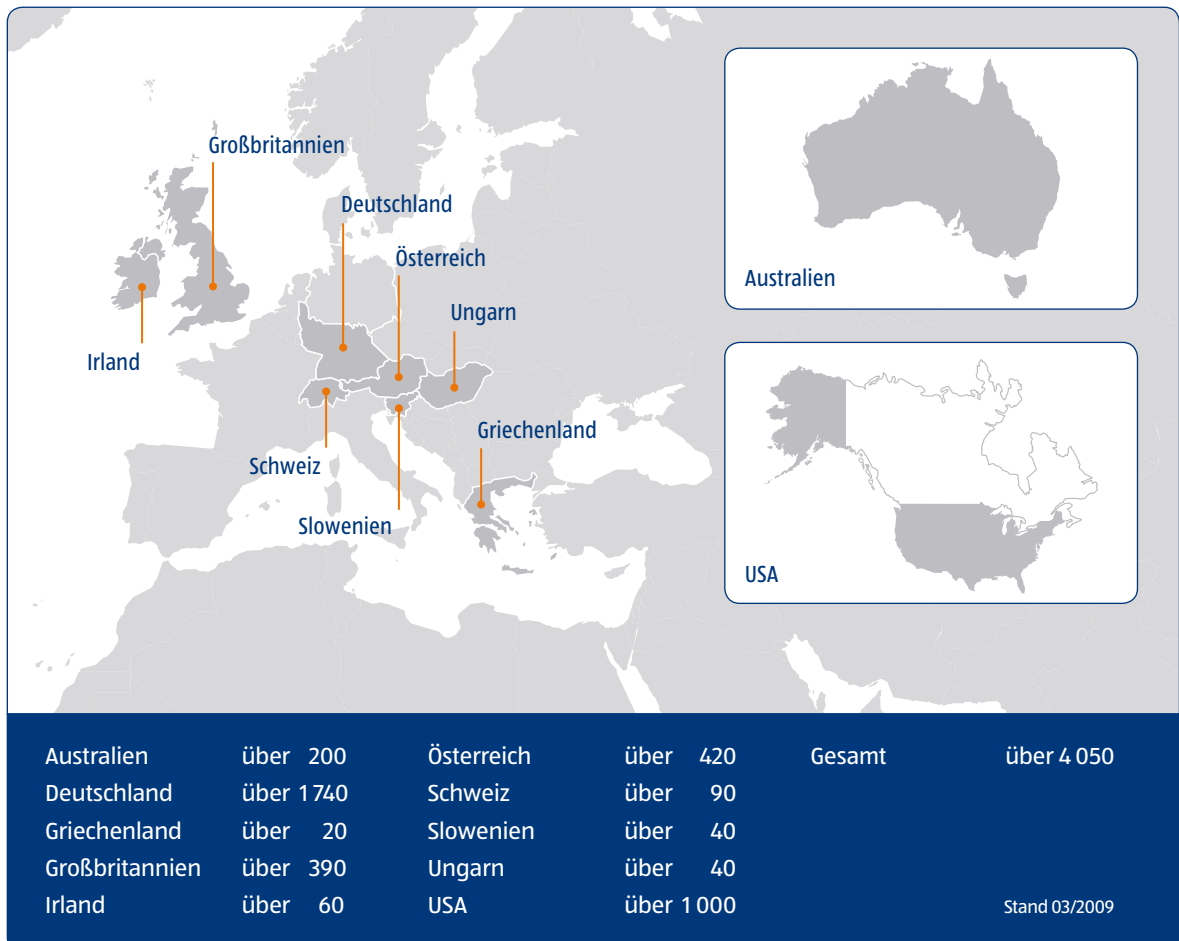 Großbritannien
Deutschland
Österreich
Ungarn
Irland
Griechenland
Schweiz
Slowenien
Australien
USA
Australien über 200
Deutschland über 1 740
Griechenland über 20
Großbritannien über 390
Irland über 60
Österreich über 420
Schweiz über 90
Slowenien über 40
Ungarn über 40
USA über 1 000
Gesamt über 4 050
Stand 03/2009